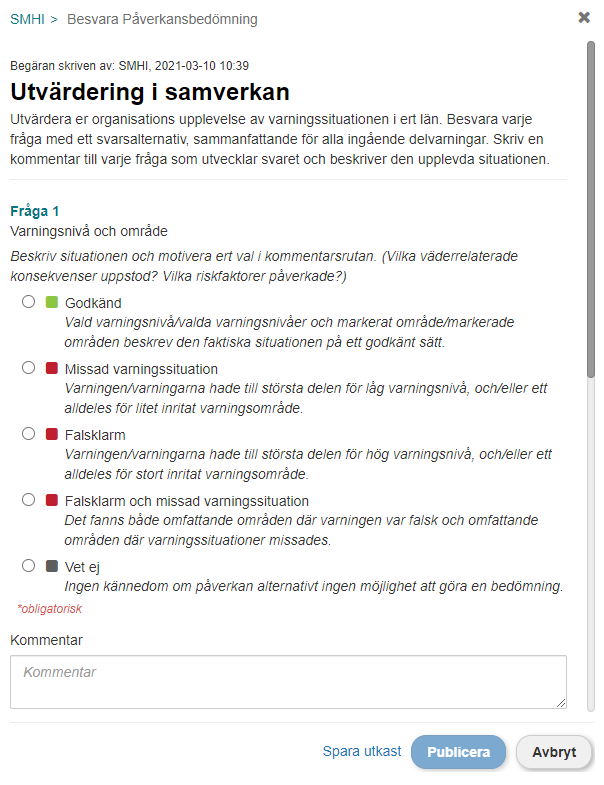 SMHI > Besvara Påverkansbedömning
Begäran skriven av: SMHI, 2021-03-10 10:39
Utvärdering i samverkan
Utvärdera er organisations upplevelse av varningssituationen i ert län. Besvara varje
fråga med ett svarsalternativ, sammanfattande för alla ingående delvarningar. Skriv en
kommentar till varje fråga som utvecklar svaret och beskriver den upplevda situationen.
Fråga 1
Varningsnivå och område
Beskriv situationen och motivera ert val i kommentarsrutan. (Vilka väderrelaterade
konsekvenser uppstod? Vilka riskfaktorer påverkade?)
Godkänd
Vald varningsnivå/valda varningsnivåer och markerat område/markerade
områden beskrev den faktiska situationen på ett godkänt sätt.
Missad varningssituation
Varningen/varningarna hade till största delen för låg varningsnivå, och/eller ett
alldeles för litet inritat varningsområde.
Falsklarm
Varningen/varningarna hade till största delen för hög varningsnivå, och/eller ett
alldeles för stort inritat varningsområde.
Falsklarm och missad varningssituation
Det fanns både omfattande områden där varningen var falsk och omfattande
områden där varningssituationer missades.
Vet ej
Ingen kännedom om påverkan alternativt ingen möjlighet att göra en bedömning.
*obligatorisk
Kommentar
Kommentar
Spara utkast Publicera Avbryt